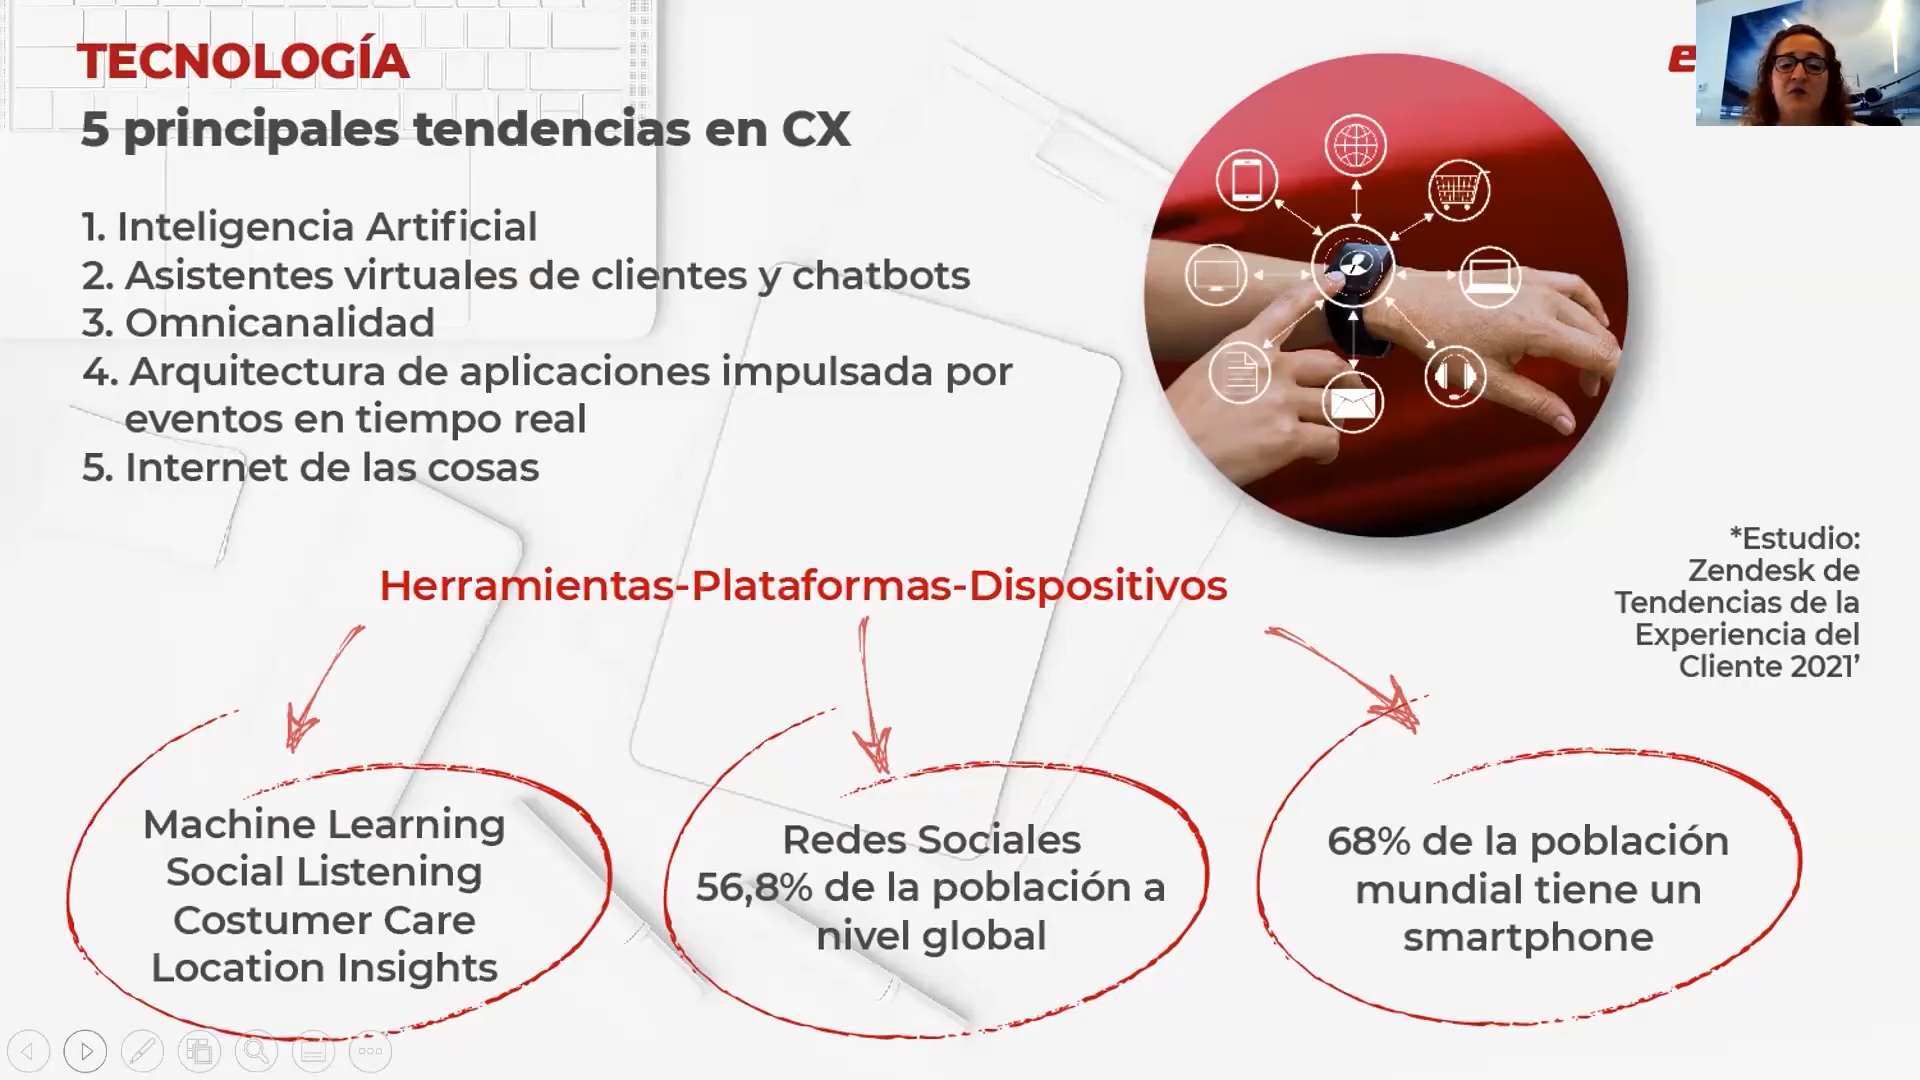 TECNOLOGÍA
5 principales tendencias en CX
1. Inteligencia Artificial
2. Asistentes virtuales de clientes y chatbots
3. Omnicanalidad
4. Arquitectura de aplicaciones impulsada por
eventos en tiempo real
5. Internet de las cosas
*Estudio:
Zendesk de
Tendencias de la
Experiencia del
Cliente 2021’
Herramientas-Plataformas-Dispositivos
Machine Learning
Social Listening
Costumer Care
Location Insights
Redes Sociales
56,8% de la población a
nivel global
68% de la población
mundial tiene un
smartphone